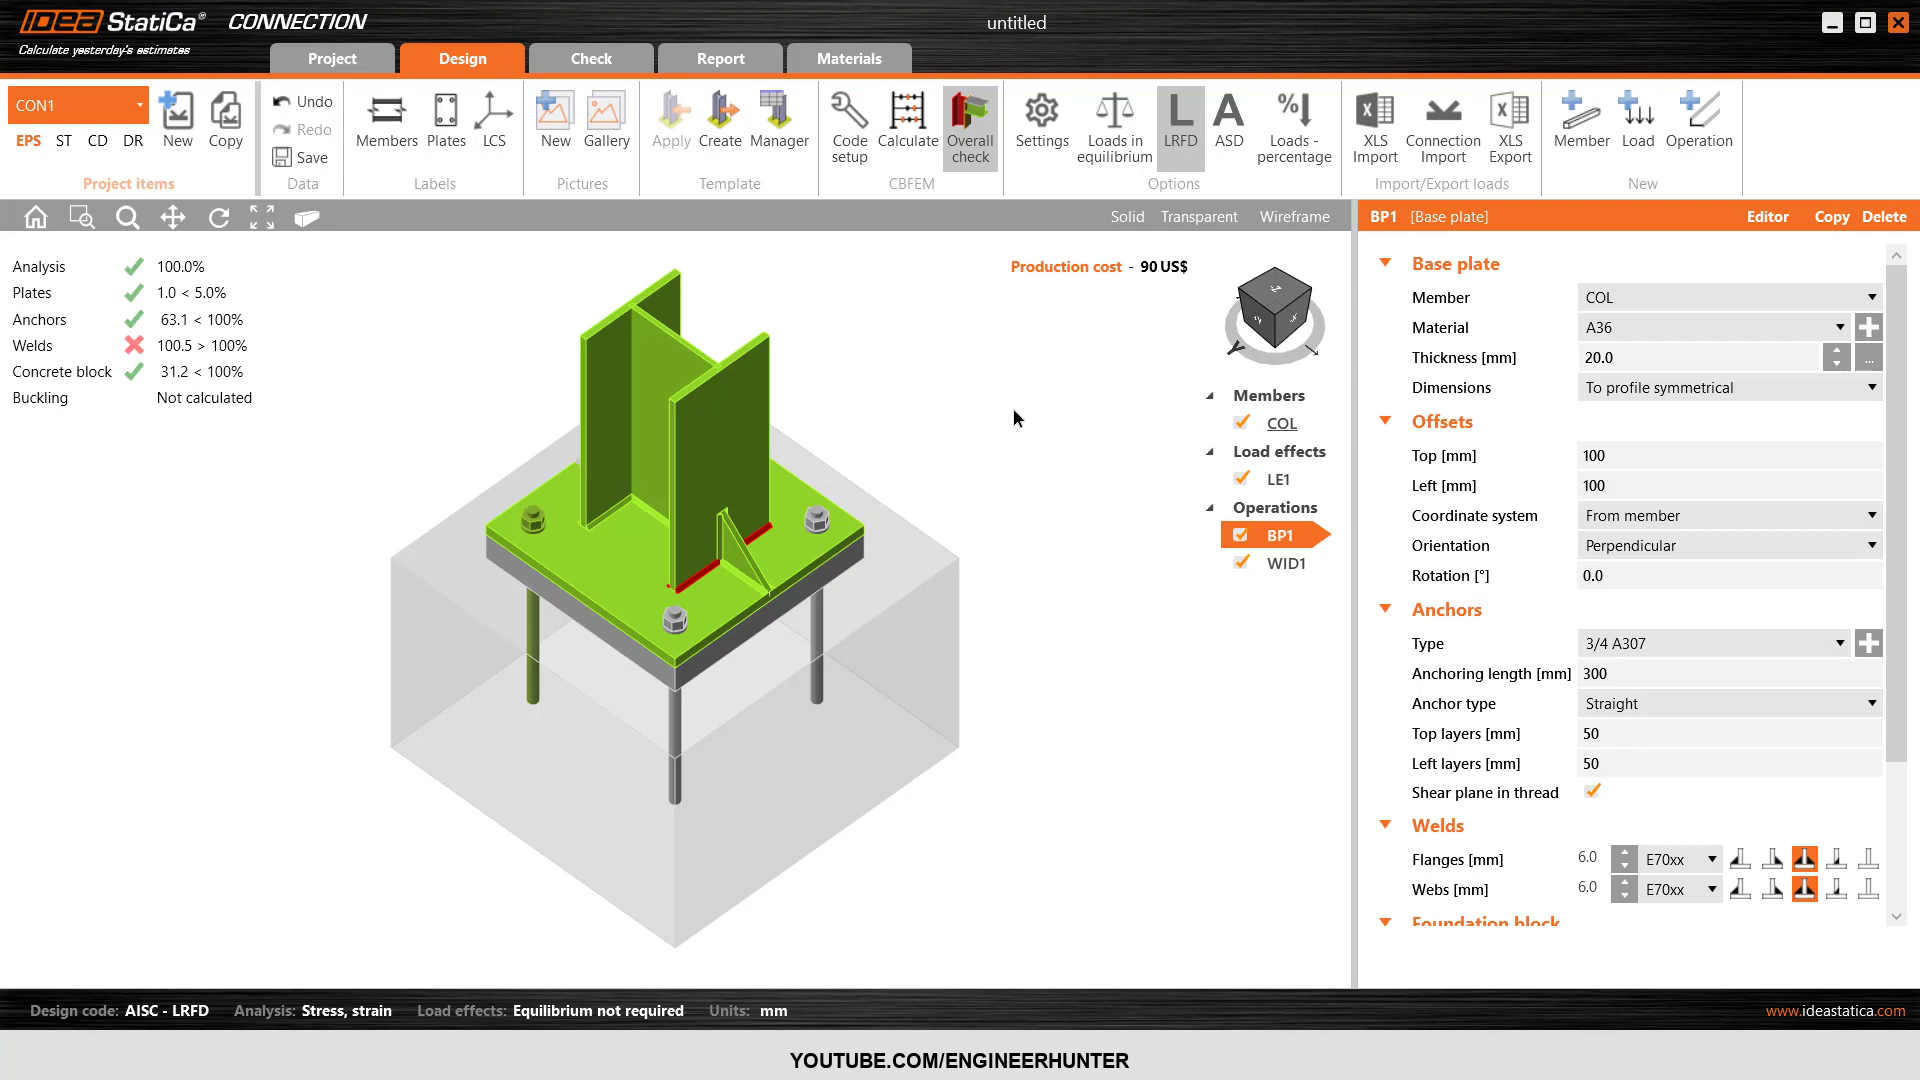 IDEA StatiCa® CONNECTION
Calculate yesterday's estimates
untitled
Project Design Check Report Materials
CON1
EPS ST CD DR
New Copy
Project items
Undo
Redo
Save
Data
Members Plates LCS
Labels
New Gallery
Pictures
Apply Create Manager
Template
Code setup Calculate Overall check
CBFEM
Settings Loads in equilibrium LRFD ASD Loads - percentage
Options
XLS Import Connection Import XLS Export
Import/Export loads
Member Load Operation
New
Solid Transparent Wireframe
BP1 [Base plate] Editor Copy Delete
Analysis 100.0%
Plates 1.0 < 5.0%
Anchors 63.1 < 100%
Welds 100.5 > 100%
Concrete block 31.2 < 100%
Buckling Not calculated
Production cost - 90 US$
Members
COL
Load effects
LE1
Operations
BP1
WID1
Base plate
Member COL
Material A36
Thickness [mm] 20.0
...
Dimensions To profile symmetrical
Offsets
Top [mm] 100
Left [mm] 100
Coordinate system From member
Orientation Perpendicular
Rotation [°] 0.0
Anchors
Type 3/4 A307
Anchoring length [mm] 300
Anchor type Straight
Top layers [mm] 50
Left layers [mm] 50
Shear plane in thread
Welds
Flanges [mm] 6.0 E70xx
Webs [mm] 6.0 E70xx
Foundation block
Design code: AISC - LRFD Analysis: Stress, strain Load effects: Equilibrium not required Units: mm
www.ideastatica.com
YOUTUBE.COM/ENGINEERHUNTER